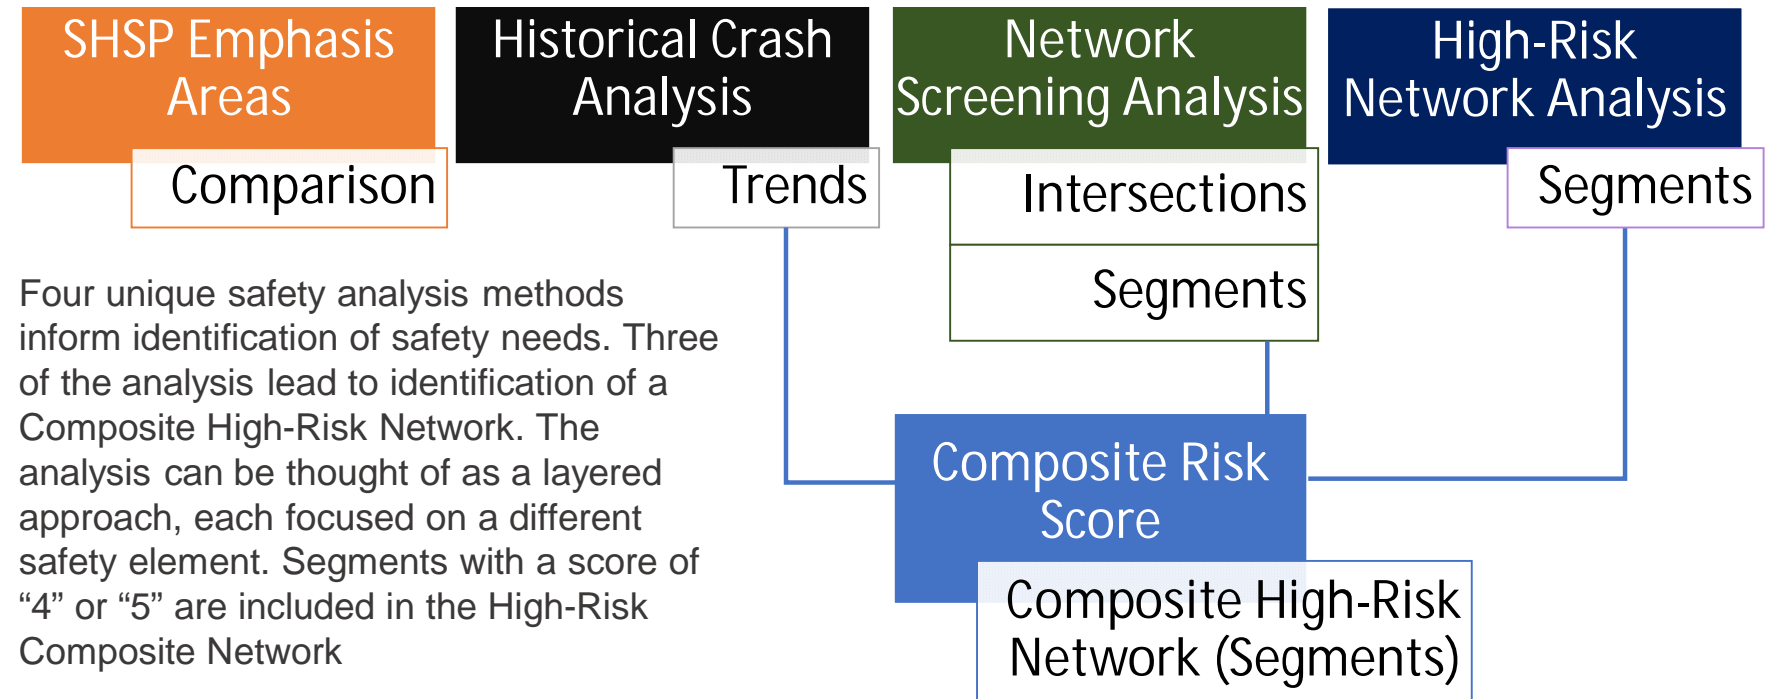 SHSP Emphasis
Areas
Comparison
Historical Crash
Analysis
Trends
Network
Screening Analysis
Intersections
Segments
High-Risk
Network Analysis
Segments
Four unique safety analysis methods
inform identification of safety needs. Three
of the analysis lead to identification of a
Composite High-Risk Network. The
analysis can be thought of as a layered
approach, each focused on a different
safety element. Segments with a score of
“4” or “5” are included in the High-Risk
Composite Network
Composite Risk
Score
Composite High-Risk
Network (Segments)